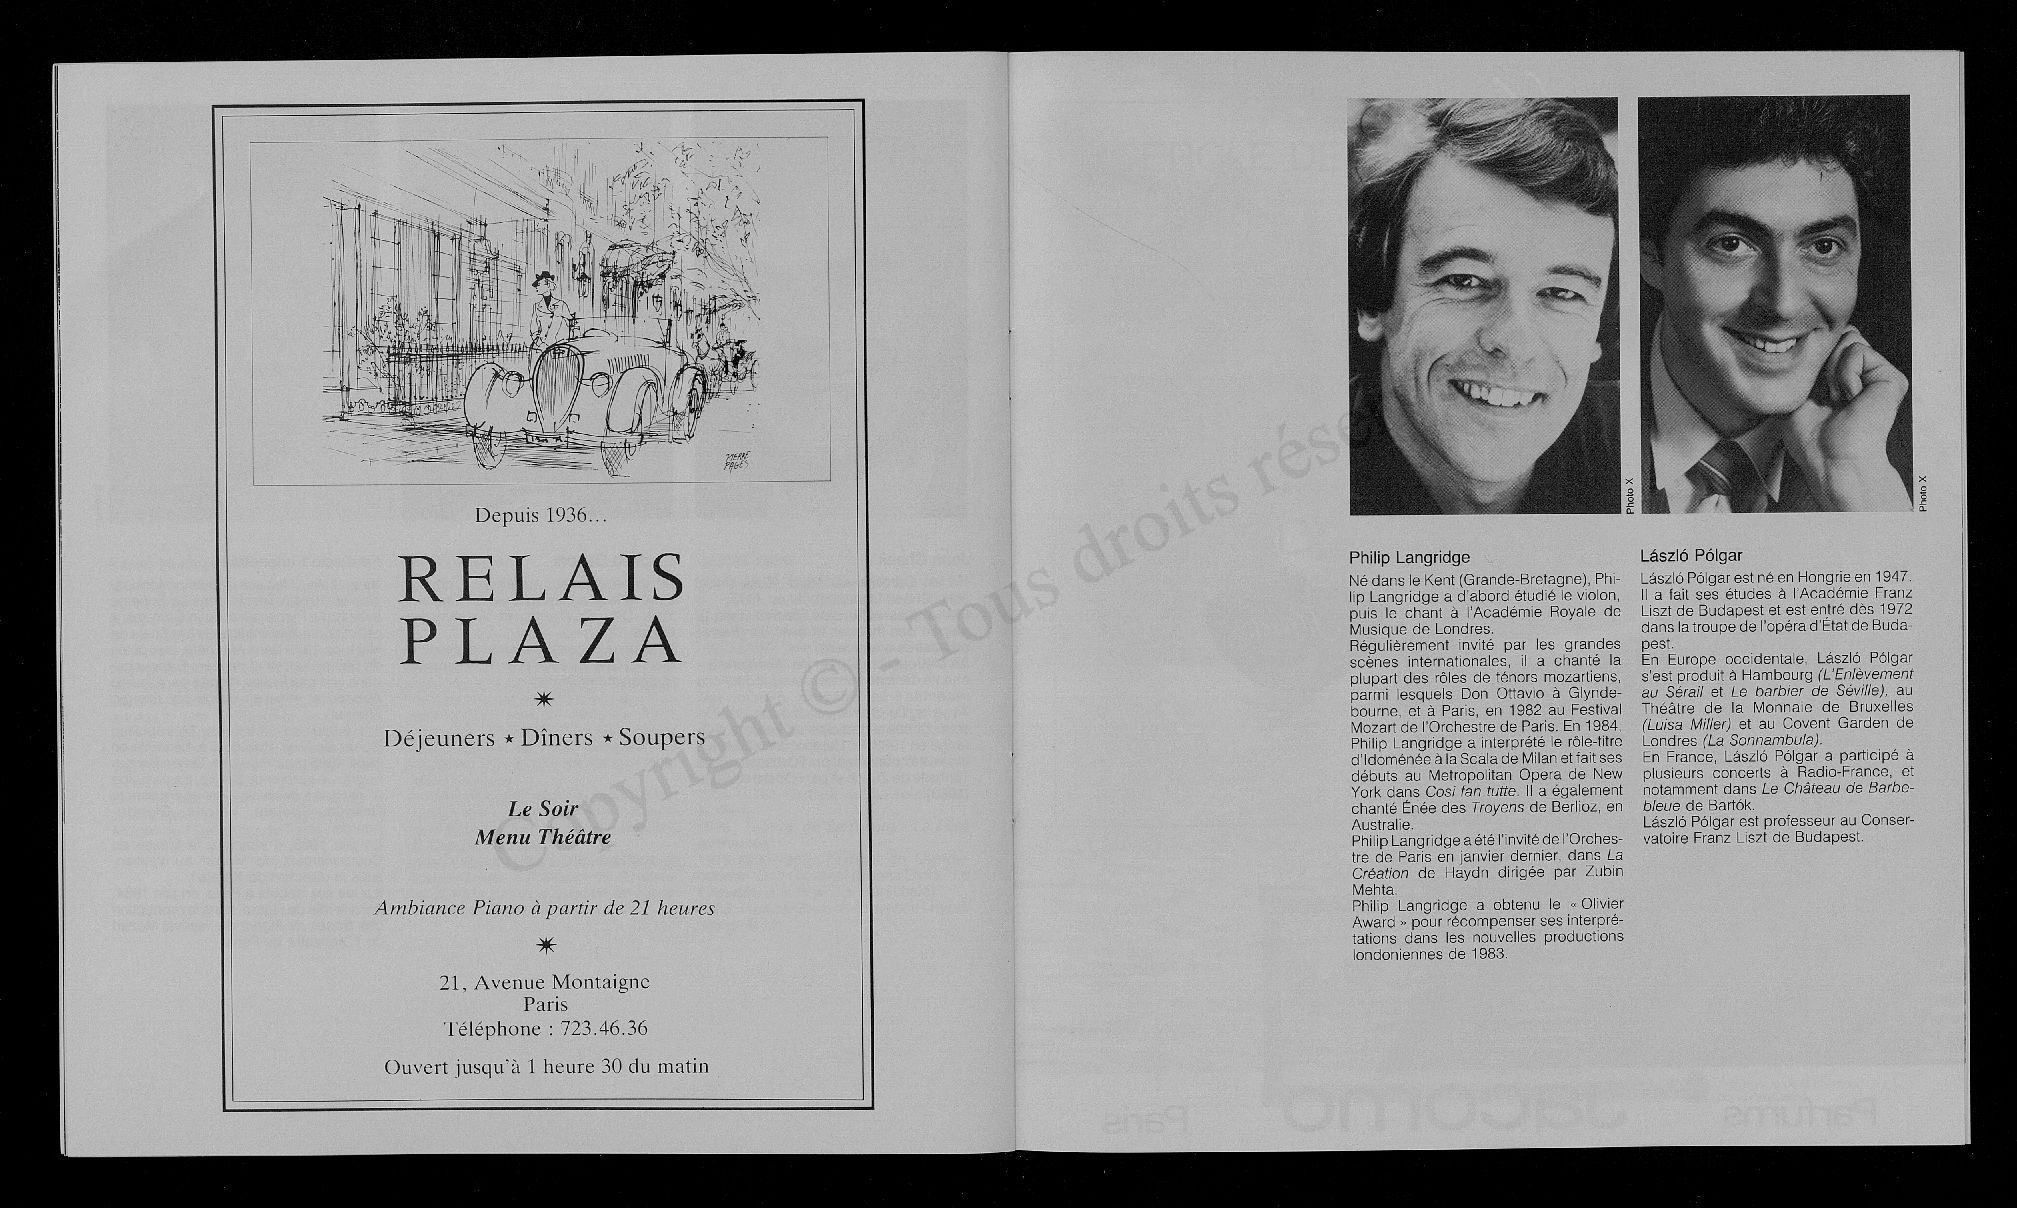 PIERRE
PAGÈS
Depuis 1936...
RELAIS
PLAZA
Déjeuners ★ Dîners ★ Soupers
Le Soir
Menu Théâtre
Ambiance Piano à partir de 21 heures
21, Avenue Montaigne
Paris
Téléphone : 723.46.36
Ouvert jusqu'à 1 heure 30 du matin
Copyright © - Tous droits rése
Photo X
Philip Langridge
Né dans le Kent (Grande-Bretagne), Phi-
lip Langridge a d'abord étudié le violon,
puis le chant à l'Académie Royale de
Musique de Londres.
Régulièrement invité par les grandes
scènes internationales, il a chanté la
plupart des rôles de ténors mozartiens,
parmi lesquels Don Ottavio à Glynde-
bourne, et à Paris, en 1982 au Festival
Mozart de l'Orchestre de Paris. En 1984,
Philip Langridge a interprété le rôle-titre
d'Idoménée à la Scala de Milan et fait ses
débuts au Metropolitan Opera de New
York dans Cosi fan tutte. Il a également
chanté Énée des Troyens de Berlioz, en
Australie.
Philip Langridge a été l'invité de l'Orches-
tre de Paris en janvier dernier, dans La
Création de Haydn dirigée par Zubin
Mehta.
Philip Langridge a obtenu le « Olivier
Award » pour récompenser ses interpré-
tations dans les nouvelles productions
londoniennes de 1983.
Photo X
László Pólgar
László Pólgar est né en Hongrie en 1947.
Il a fait ses études à l'Académie Franz
Liszt de Budapest et est entré dès 1972
dans la troupe de l'opéra d'État de Buda-
pest.
En Europe occidentale, László Pólgar
s'est produit à Hambourg (L'Enlèvement
au Sérail et Le barbier de Séville), au
Théâtre de la Monnaie de Bruxelles
(Luisa Miller) et au Covent Garden de
Londres (La Sonnambula).
En France, László Pólgar a participé à
plusieurs concerts à Radio-France, et
notamment dans Le Château de Barbe-
bleue de Bartók.
László Pólgar est professeur au Conser-
vatoire Franz Liszt de Budapest.
Paris
Jacomo
Parfums